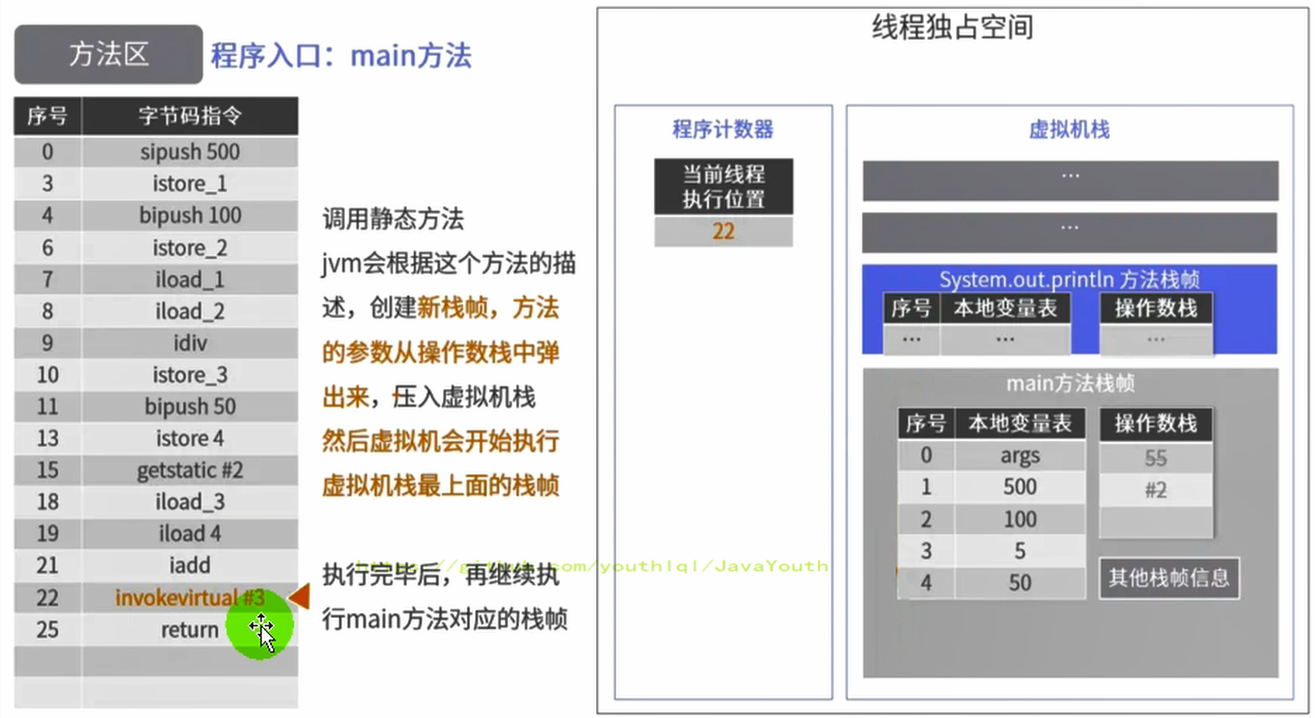 方法区
程序入口：main方法
序号 字节码指令
0 sipush 500
3 istore_1
4 bipush 100
6 istore_2
7 iload_1
8 iload_2
9 idiv
10 istore_3
11 bipush 50
13 istore 4
15 getstatic #2
18 iload_3
19 iload 4
21 iadd
22 invokevirtual #3
25 return
调用静态方法
jvm会根据这个方法的描
述，创建新栈帧，方法
的参数从操作数栈中弹
出来，压入虚拟机栈
然后虚拟机会开始执行
虚拟机栈最上面的栈帧
执行完毕后，再继续执
行main方法对应的栈帧
https://github.com/youthlql/JavaYouth
线程独占空间
程序计数器
当前线程
执行位置
22
虚拟机栈
...
...
System.out.println 方法栈帧
序号 本地变量表 操作数栈
... ... ...
main方法栈帧
序号 本地变量表
0 args
1 500
2 100
3 5
4 50
操作数栈
55
#2
其他栈帧信息